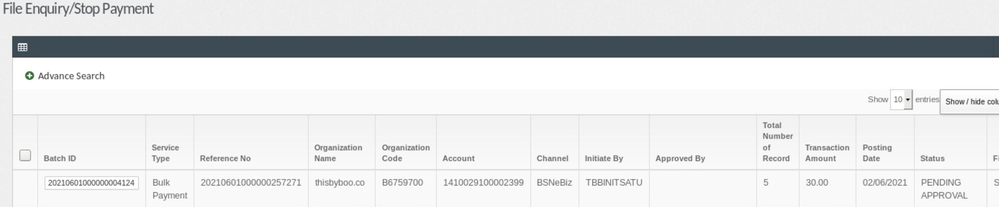 File Enquiry/Stop Payment
Advance Search
Show 10 entries Show / hide colu
Batch ID Service Type Reference No Organization Name Organization Code Account Channel Initiate By Approved By Total Number of Record Transaction Amount Posting Date Status Fi
20210601000000004124 Bulk Payment 20210601000000257271 thisbyboo.co B6759700 1410029100002399 BSNeBiz TBBINITSATU 5 30.00 02/06/2021 PENDING APPROVAL S